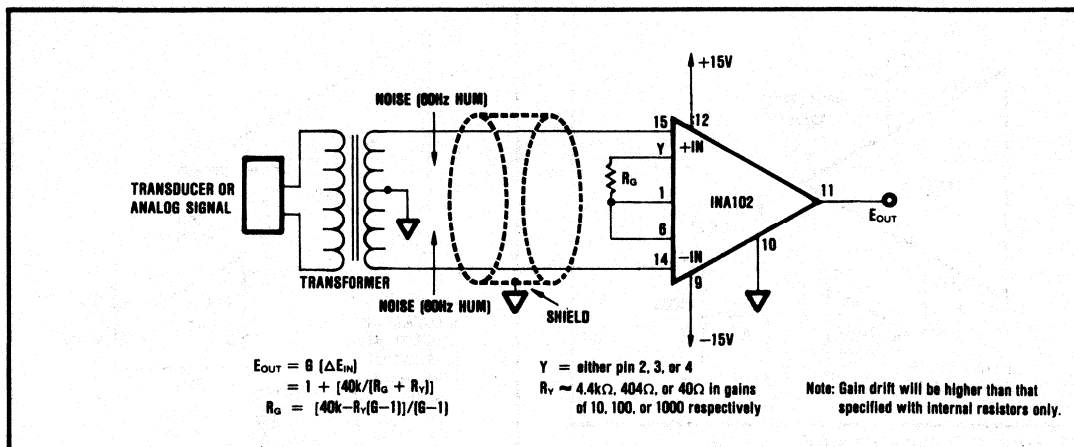 +15V
NOISE (60Hz HUM)
15
12
+IN
Y
RG
TRANSDUCER OR
ANALOG SIGNAL
1
INA102
11
EOUT
6
10
-IN
14
9
TRANSFORMER
NOISE (60Hz HUM)
SHIELD
-15V
EOUT = G (ΔEIN)
= 1 + [40k/(RG + RY)]
RG = [40k-RY(G-1)]/(G-1)
Y = either pin 2, 3, or 4
RY ≈ 4.4kΩ, 404Ω, or 40Ω in gains
of 10, 100, or 1000 respectively
Note: Gain drift will be higher than that
specified with internal resistors only.